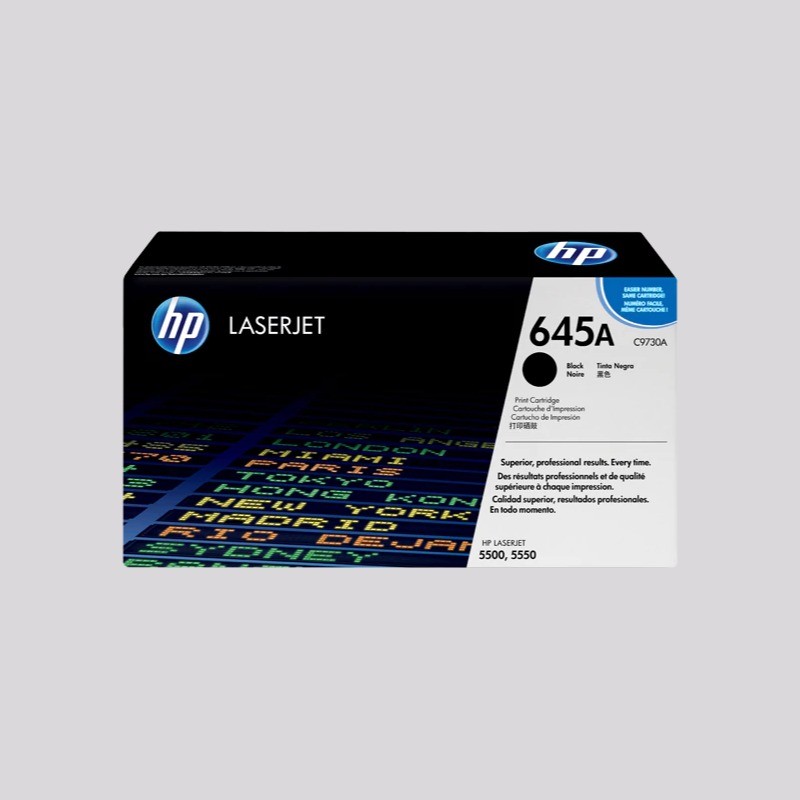 hp
hp
LASERJET
EASIER NUMBER,
SAME CARTRIDGE!
NUMÉRO FACILE,
MÊME CARTOUCHE !
645A
C9730A
Black Tinta Negra
Noire 黑色
Print Cartridge
Cartouche d'Impression
Cartucho de Impresión
打印碳鼓
Superior, professional results. Every time.
Des résultats professionnels et de qualité
supérieure à chaque impression.
Calidad superior, resultados profesionales.
En todo momento.
HP LASERJET
5500, 5550
LOS ANGE
LONDON
MIAMI
PARIS
TOKYO
HONG KON
NEW YORK
MADRID
RIO DEJAN
SYDNEY